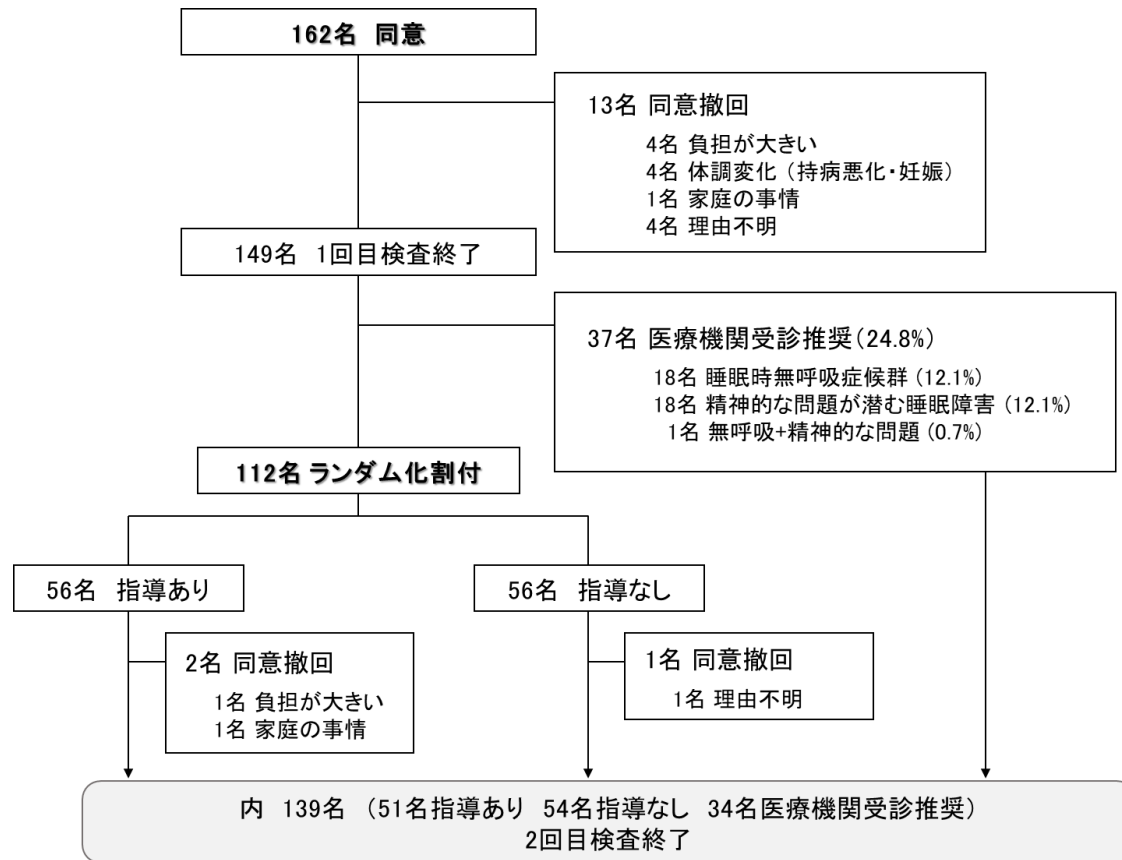 162名 同意
13名 同意撤回
4名 負担が大きい
4名 体調変化（持病悪化・妊娠）
1名 家庭の事情
4名 理由不明
149名 1回目検査終了
37名 医療機関受診推奨（24.8%）
18名 睡眠時無呼吸症候群（12.1%）
18名 精神的な問題が潜む睡眠障害（12.1%）
1名 無呼吸+精神的な問題（0.7%）
112名 ランダム化割付
56名 指導あり
56名 指導なし
2名 同意撤回
1名 負担が大きい
1名 家庭の事情
1名 同意撤回
1名 理由不明
内 139名 （51名指導あり 54名指導なし 34名医療機関受診推奨）
2回目検査終了